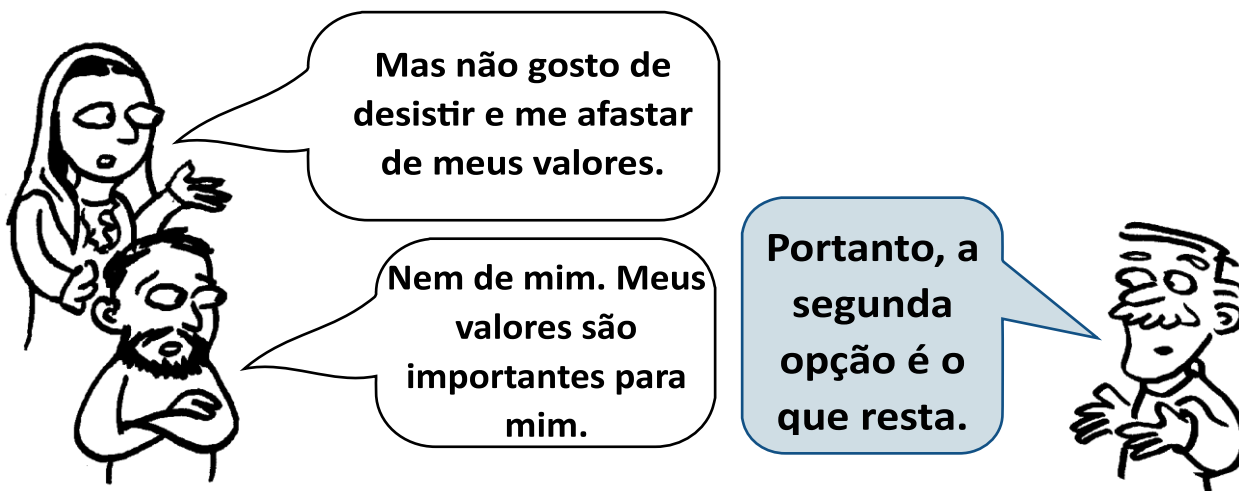 Mas não gosto de
desistir e me afastar
de meus valores.
Nem de mim. Meus
valores são
importantes para
mim.
Portanto, a
segunda
opção é o
que resta.